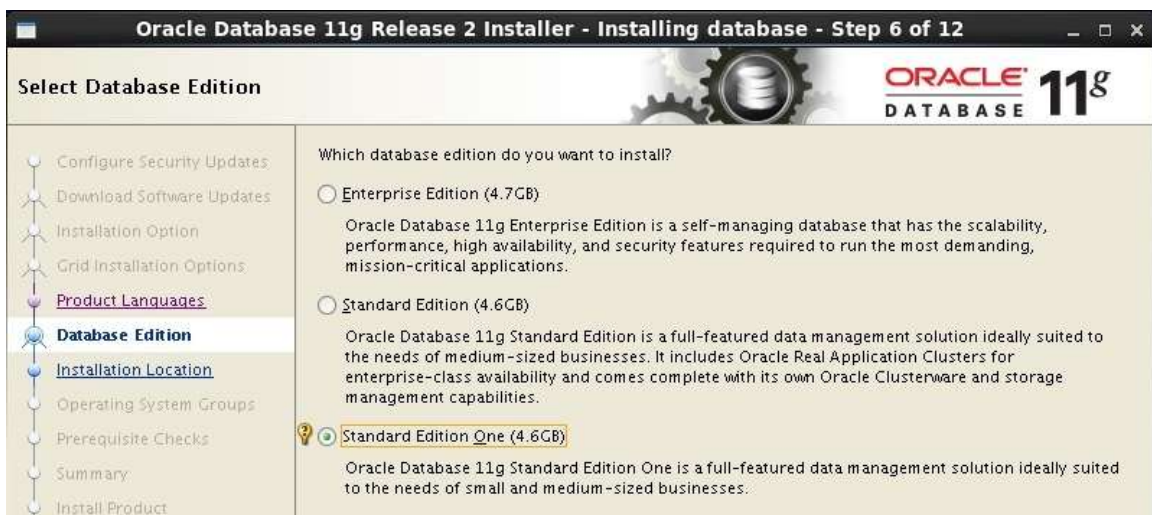 Oracle Database 11g Release 2 Installer - Installing database - Step 6 of 12
Select Database Edition
ORACLE
DATABASE
11g
Configure Security Updates
Download Software Updates
Installation Option
Grid Installation Options
Product Languages
Database Edition
Installation Location
Operating System Groups
Prerequisite Checks
Summary
Install Product
Which database edition do you want to install?
Enterprise Edition (4.7GB)
Oracle Database 11g Enterprise Edition is a self-managing database that has the scalability,
performance, high availability, and security features required to run the most demanding,
mission-critical applications.
Standard Edition (4.6GB)
Oracle Database 11g Standard Edition is a full-featured data management solution ideally suited to
the needs of medium-sized businesses. It includes Oracle Real Application Clusters for
enterprise-class availability and comes complete with its own Oracle Clusterware and storage
management capabilities.
Standard Edition One (4.6GB)
Oracle Database 11g Standard Edition One is a full-featured data management solution ideally suited
to the needs of small and medium-sized businesses.